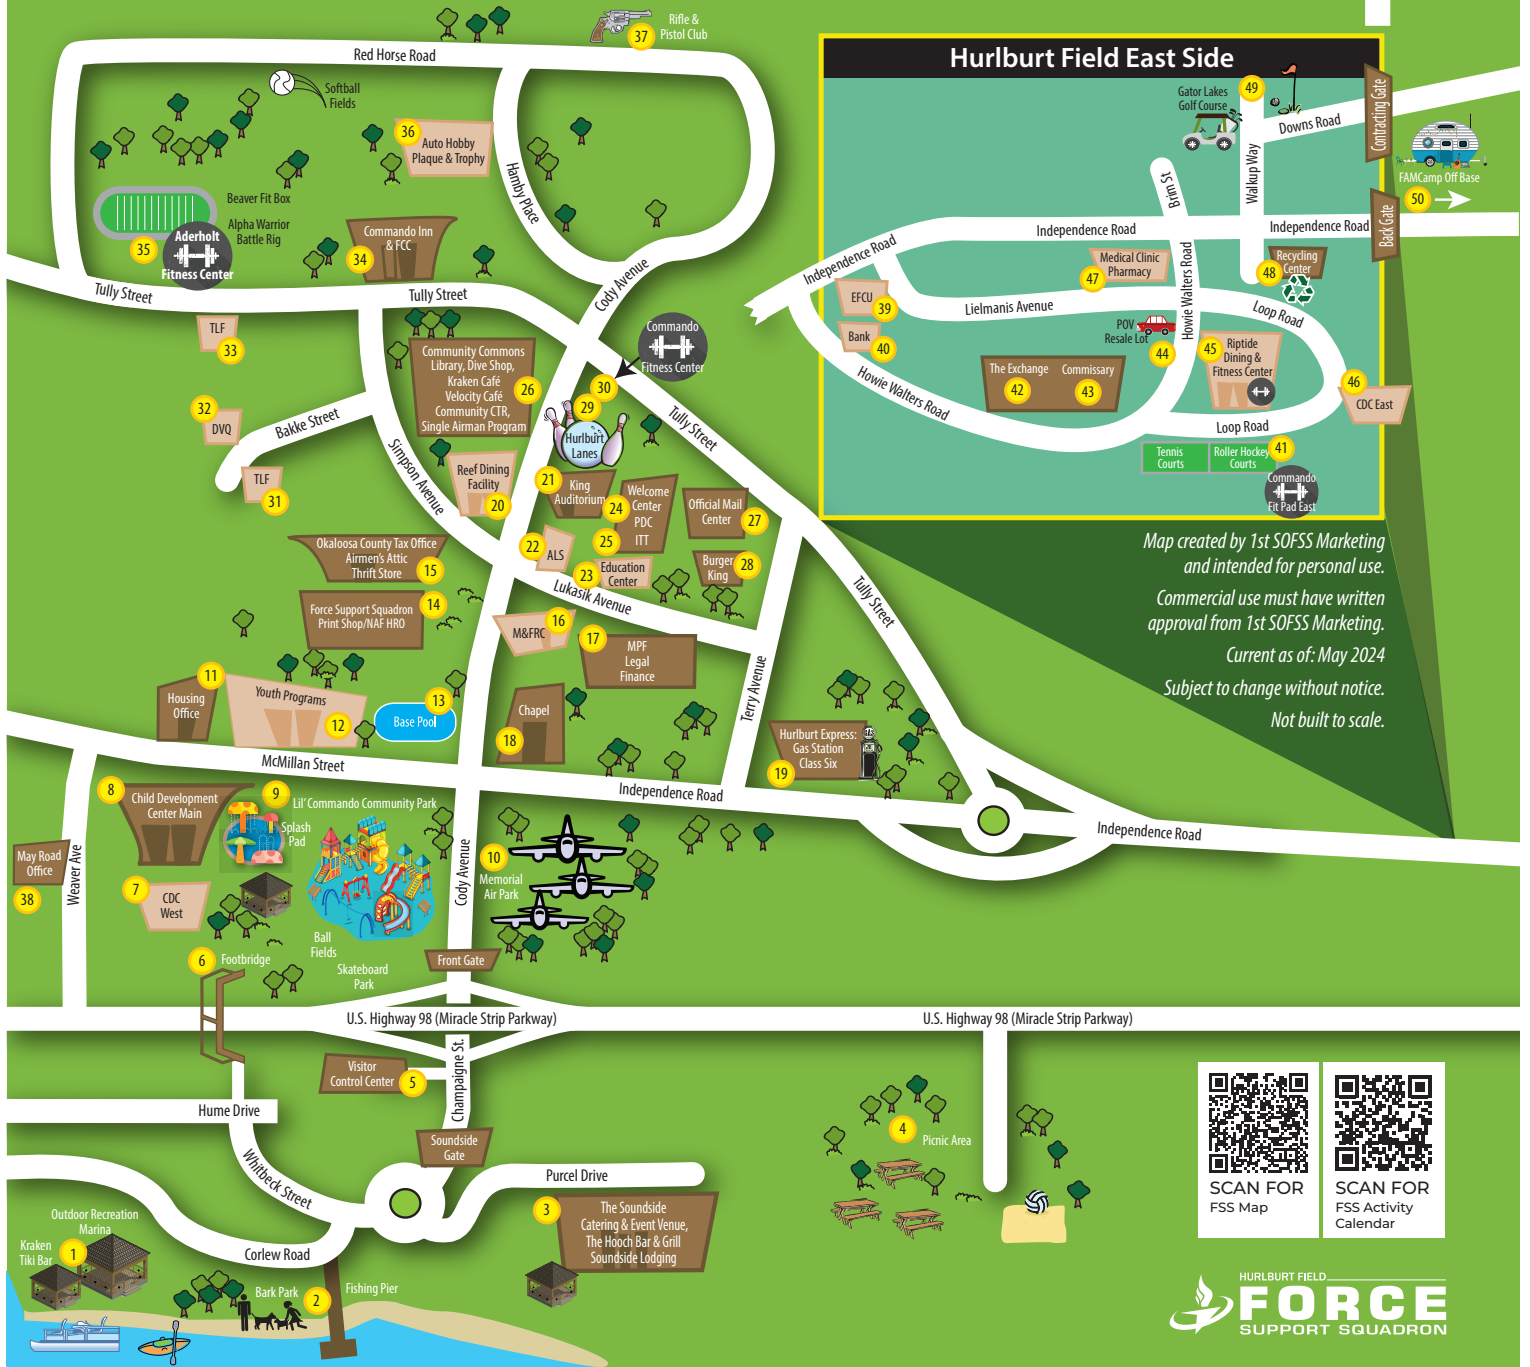 Rifle &
Pistol Club
37
Red Horse Road
Softball
Fields
36
Auto Hobby
Plaque & Trophy
Hamby Place
Beaver Fit Box
Alpha Warrior
Battle Rig
35
Aderholt
Fitness Center
Commando Inn
& FCC
34
Tully Street
Tully Street
Cody Avenue
TLF
33
Commando
Fitness Center
Community Commons
Library, Dive Shop,
Kraken Café
Velocity Café
Community CTR,
Single Airman Program
26
30
29
Hurlburt
Lanes
Tully Street
32
DVQ
Bakke Street
Simpson Avenue
TLF
31
Reef Dining
Facility
20
21
King
Auditorium
24
Welcome
Center
PDC
ITT
25
Official Mail
Center
27
22
ALS
23
Education
Center
Burger
King
28
Lukasik Avenue
Okaloosa County Tax Office
Airmen's Attic
Thrift Store
15
Force Support Squadron
Print Shop/NAF HRO
14
M&FRC
16
17
MPF
Legal
Finance
Tully Street
Terry Avenue
11
Housing
Office
Youth Programs
12
13
Base Pool
Chapel
18
Hurlburt Express:
Gas Station
Class Six
19
McMillan Street
Independence Road
Independence Road
8
Child Development
Center Main
9
Lil' Commando Community Park
Splash
Pad
May Road
Office
38
Weaver Ave
7
CDC
West
Cody Avenue
10
Memorial
Air Park
Ball
Fields
Skateboard
Park
6
Footbridge
Front Gate
U.S. Highway 98 (Miracle Strip Parkway)
U.S. Highway 98 (Miracle Strip Parkway)
Visitor
Control Center
5
Champaigne St.
Hume Drive
Soundside
Gate
Whitbeck Street
Purcel Drive
4
Picnic Area
3
The Soundside
Catering & Event Venue,
The Hooch Bar & Grill
Soundside Lodging
Outdoor Recreation
Marina
Kraken
Tiki Bar
1
Corlew Road
Bark Park
2
Fishing Pier
Hurlburt Field East Side
Gator Lakes
Golf Course
49
Downs Road
Contracting Gate
Walkup Way
Brim St
FAMCamp Off Base
50
Back Gate
Independence Road
Independence Road
Independence Road
Medical Clinic
Pharmacy
47
Howie Walters Road
48
Recycling
Center
EFCU
39
Lielmanis Avenue
Loop Road
Bank
40
POV
Resale Lot
44
45
Riptide
Dining &
Fitness Center
The Exchange
42
Commissary
43
46
CDC East
Howie Walters Road
Loop Road
Tennis
Courts
Roller Hockey
Courts
41
Commando
Fit Pad East
Map created by 1st SOFSS Marketing
and intended for personal use.
Commercial use must have written
approval from 1st SOFSS Marketing.
Current as of: May 2024
Subject to change without notice.
Not built to scale.
SCAN FOR
FSS Map
SCAN FOR
FSS Activity
Calendar
HURLBURT FIELD
FORCE
SUPPORT SQUADRON